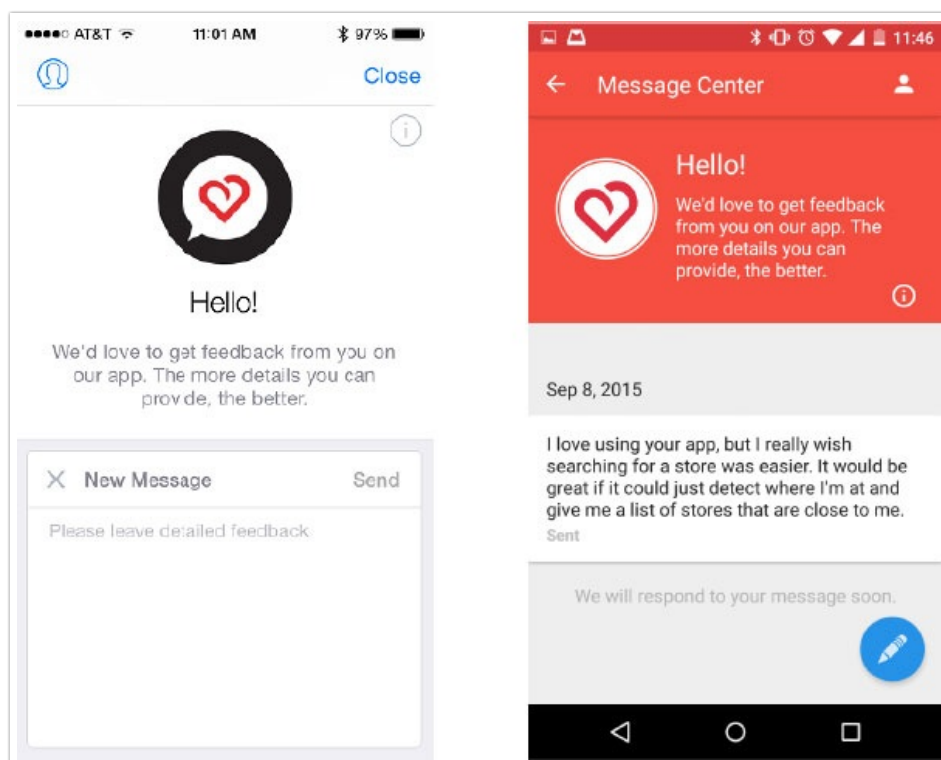 AT&T 11:01 AM 97%
Close
Hello!
We'd love to get feedback from you on
our app. The more details you can
prov de, the better.
New Message Send
Please leave detailed feedback
11:46
Message Center
Hello!
We'd love to get feedback
from you on our app. The
more details you can
provide, the better.
Sep 8, 2015
I love using your app, but I really wish
searching for a store was easier. It would be
great if it could just detect where I'm at and
give me a list of stores that are close to me.
Sent
We will respond to your message soon.